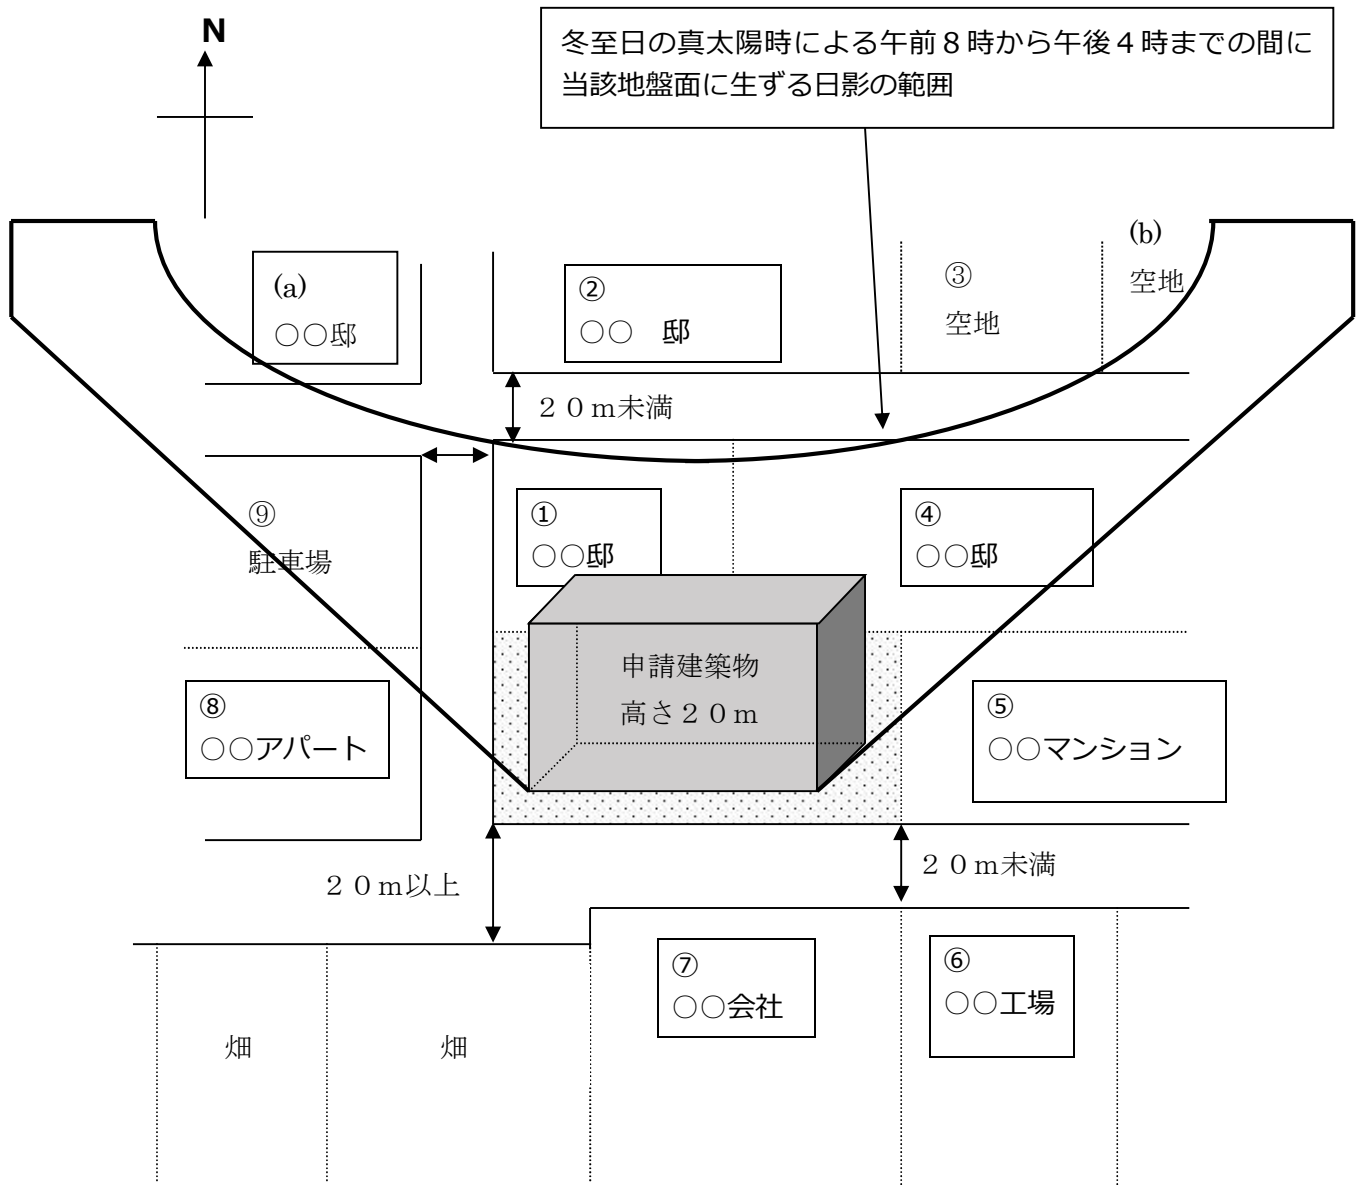 N
冬至日の真太陽時による午前８時から午後４時までの間に
当該地盤面に生ずる日影の範囲
(a)
○○邸
②
○○　邸
③
空地
(b)
空地
２０ｍ未満
⑨
駐車場
①
○○邸
④
○○邸
申請建築物
高さ２０ｍ
⑧
○○アパート
⑤
○○マンション
２０ｍ以上
２０ｍ未満
⑦
○○会社
⑥
○○工場
畑
畑